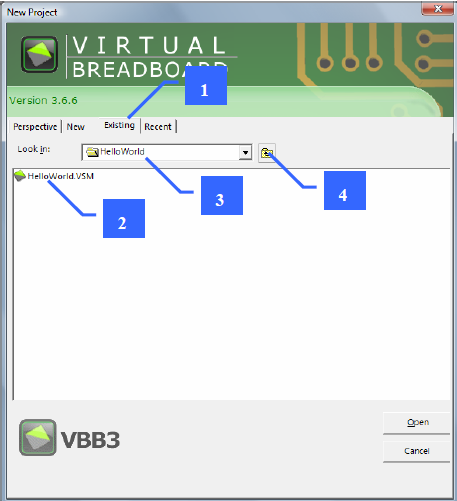 New Project
VIRTUAL
BREADBOARD
1
Version 3.6.6
Perspective New Existing Recent
Look in: HelloWorld
HelloWorld.VSM
2
3
4
VBB3
Open
Cancel